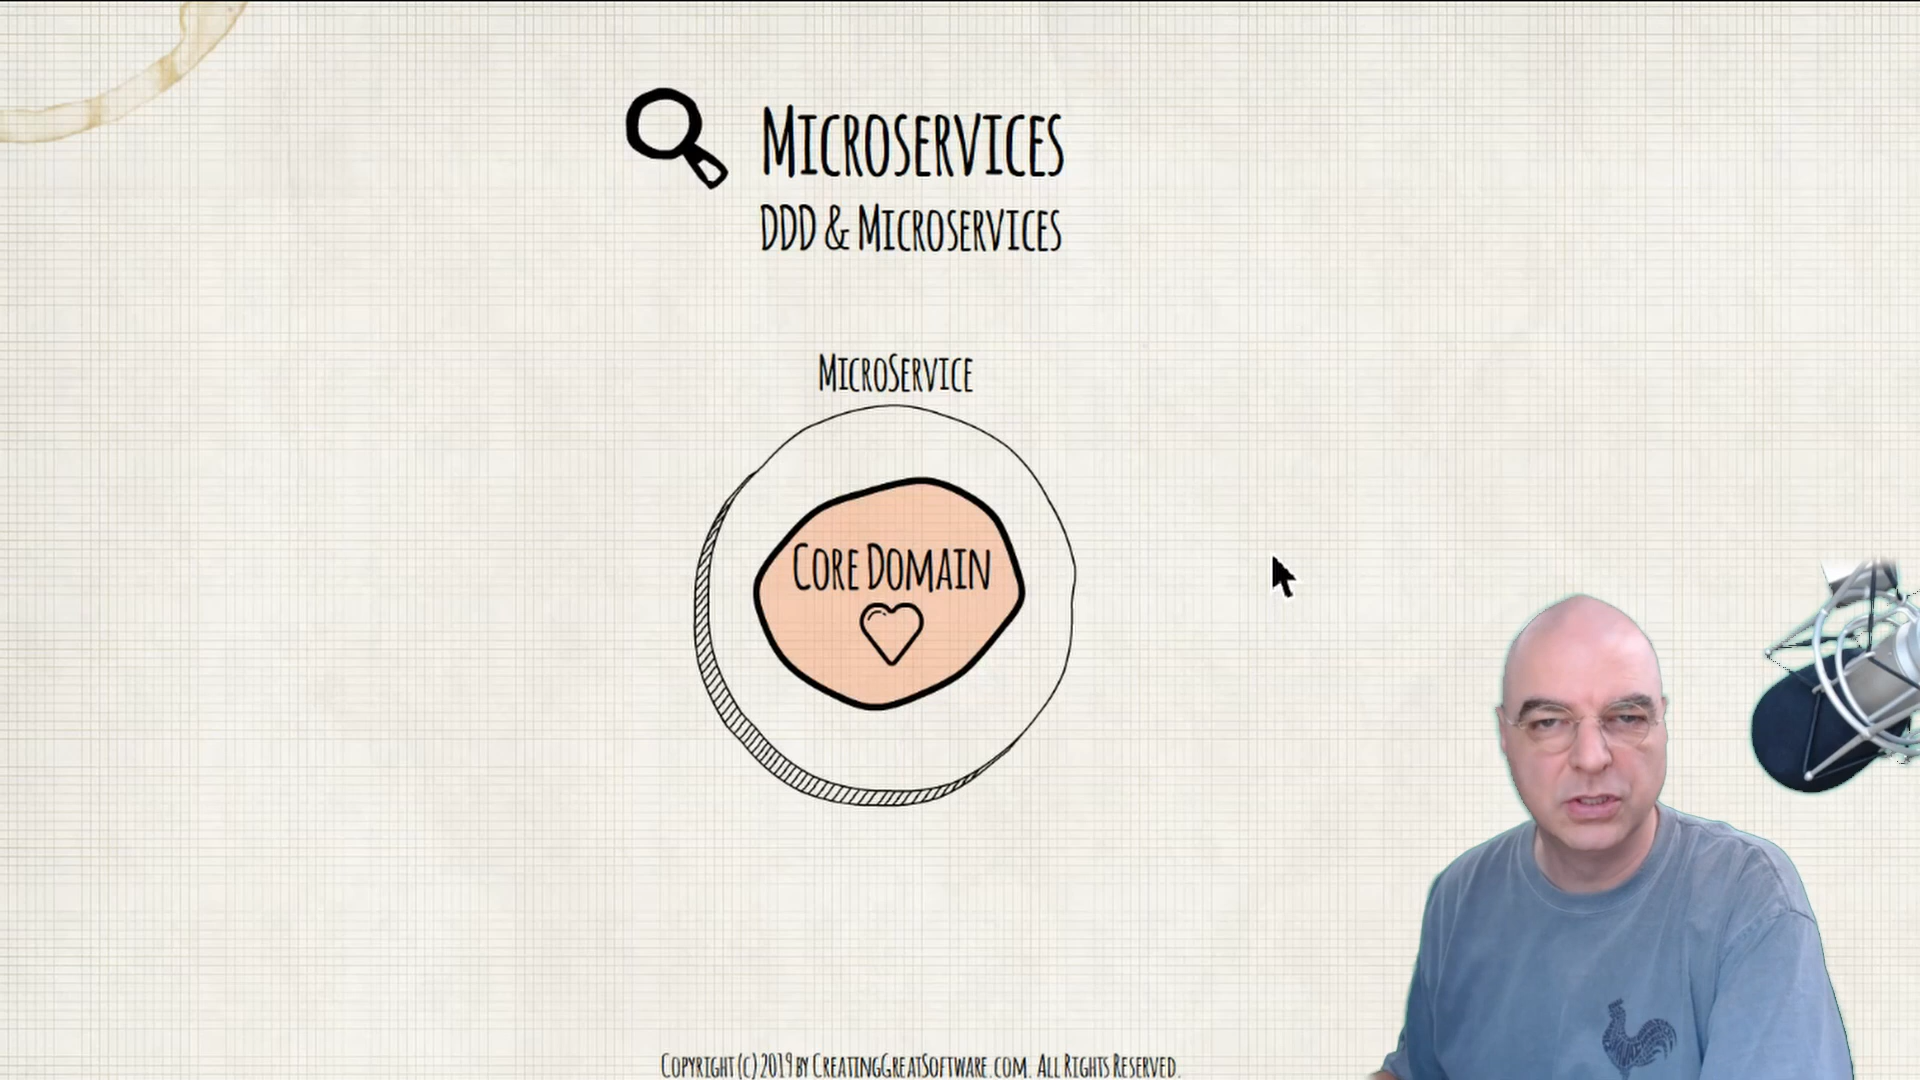 Microservices
DDD & Microservices
MicroService
Core Domain
Copyright (c) 2019 by CreatingGreatSoftware.com. All Rights Reserved.